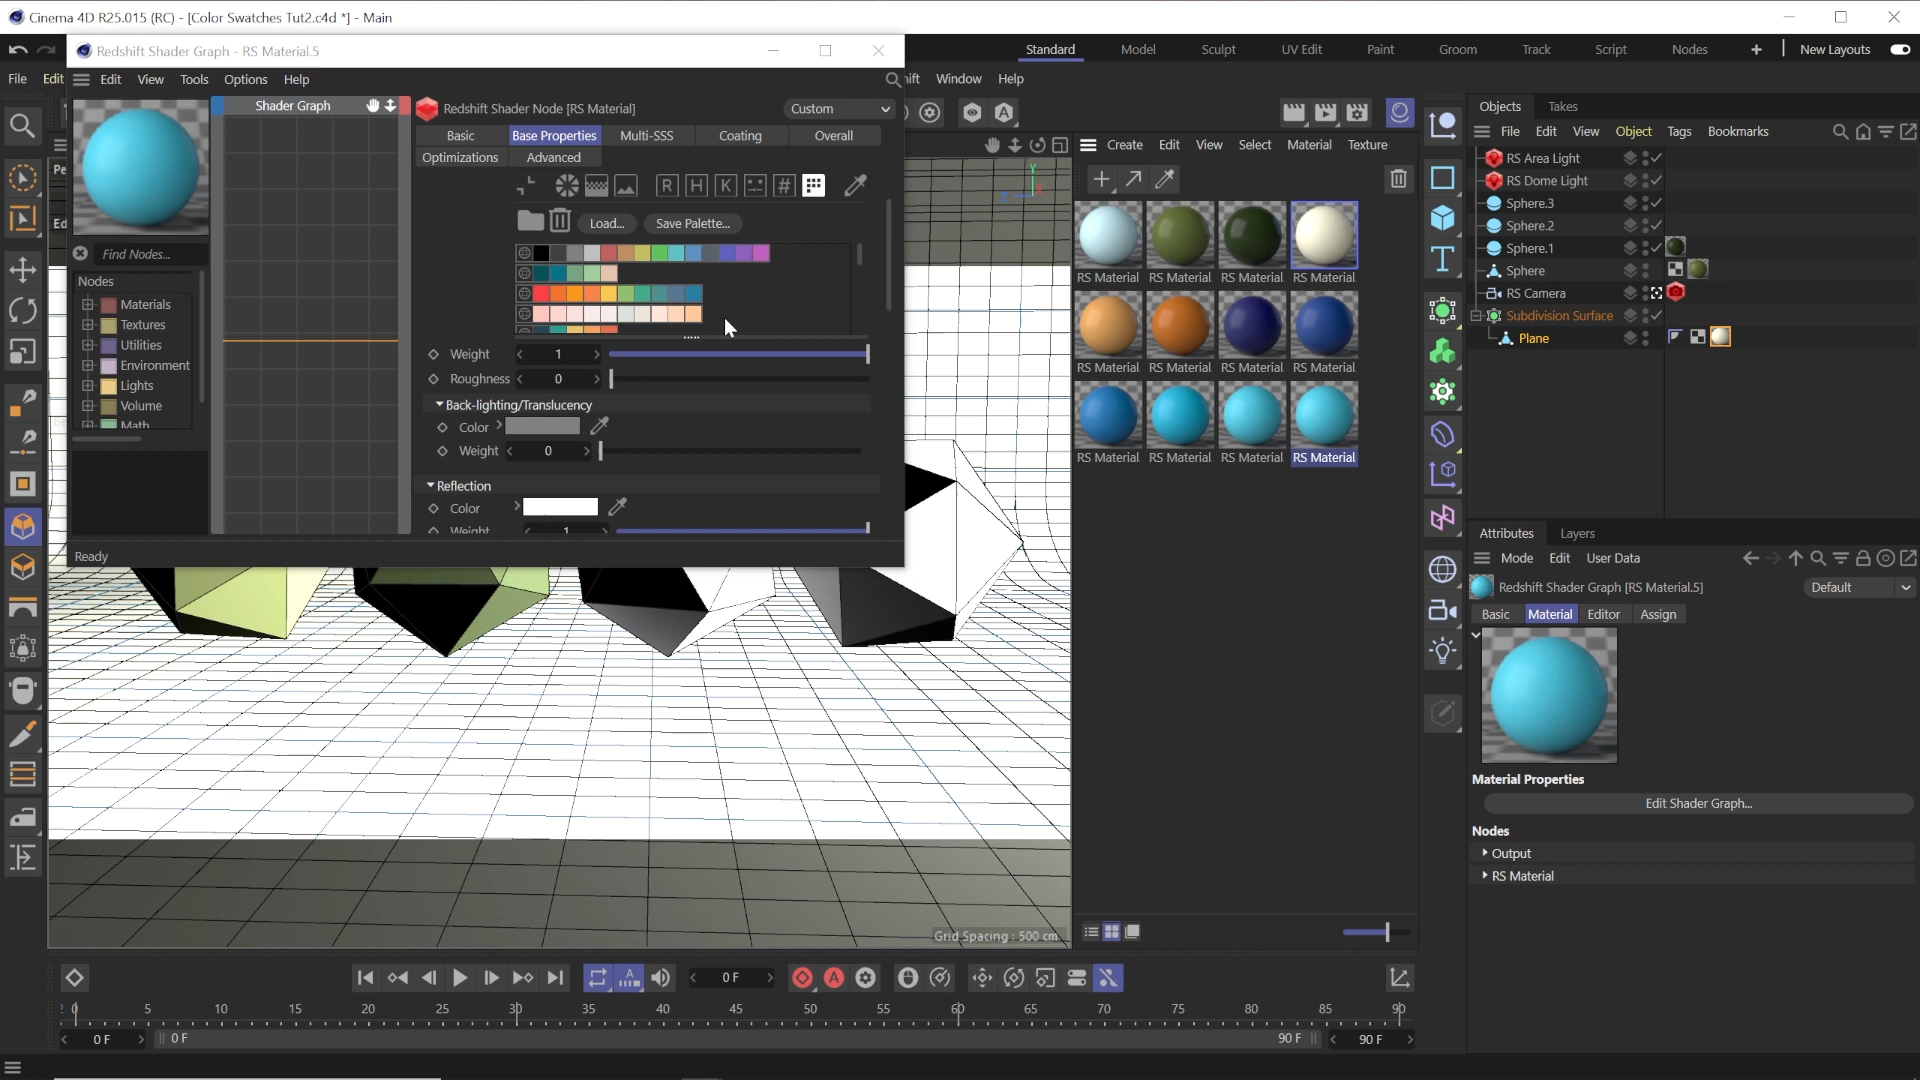 Cinema 4D R25.015 (RC) - [Color Swatches Tut2.c4d *] - Main
Redshift Shader Graph - RS Material.5
Standard
Model
Sculpt
UV Edit
Paint
Groom
Track
Script
Nodes
New Layouts
File
Edit
Edit
View
Tools
Options
Help
ift
Window
Help
Shader Graph
Redshift Shader Node [RS Material]
Custom
Basic
Base Properties
Multi-SSS
Coating
Overall
Optimizations
Advanced
R
H
K
#
Load...
Save Palette...
Find Nodes...
Nodes
Materials
Textures
Utilities
Environment
Lights
Volume
Math
Weight
1
Roughness
0
Back-lighting/Translucency
Color
Weight
0
Reflection
Color
Weight
1
Ready
Pe
Ed
Y
X
Z
Grid Spacing : 500 cm
Create
Edit
View
Select
Material
Texture
RS Material
RS Material
RS Material
RS Material
RS Material
RS Material
RS Material
RS Material
RS Material
RS Material
RS Material
RS Material
Objects
Takes
File
Edit
View
Object
Tags
Bookmarks
RS Area Light
RS Dome Light
Sphere.3
Sphere.2
Sphere.1
Sphere
RS Camera
Subdivision Surface
Plane
Attributes
Layers
Mode
Edit
User Data
Redshift Shader Graph [RS Material.5]
Default
Basic
Material
Editor
Assign
Material Properties
Edit Shader Graph...
Nodes
Output
RS Material
0 F
0
5
10
15
20
25
30
35
40
45
50
55
60
65
70
75
80
85
90
0 F
0 F
90 F
90 F